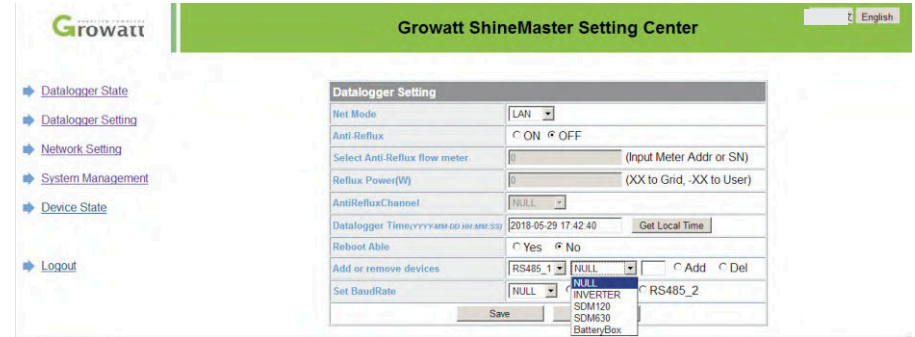 Growatt
Growatt ShineMaster Setting Center
English
Datalogger State
Datalogger Setting
Network Setting
System Management
Device State
Logout
Datalogger Setting
Net Mode LAN
Anti-Reflux ON OFF
Select Anti-Reflux flow meter 0 (Input Meter Addr or SN)
Reflux Power(W) 0 (XX to Grid, -XX to User)
AntiRefluxChannel NULL
Datalogger Time(YYYY-MM-DD HH:MM:SS) 2018-05-29 17:42:40 Get Local Time
Reboot Able Yes No
Add or remove devices RS485_1 NULL Add Del
Set BaudRate NULL RS485_2
NULL
INVERTER
SDM120
SDM630
BatteryBox
Save